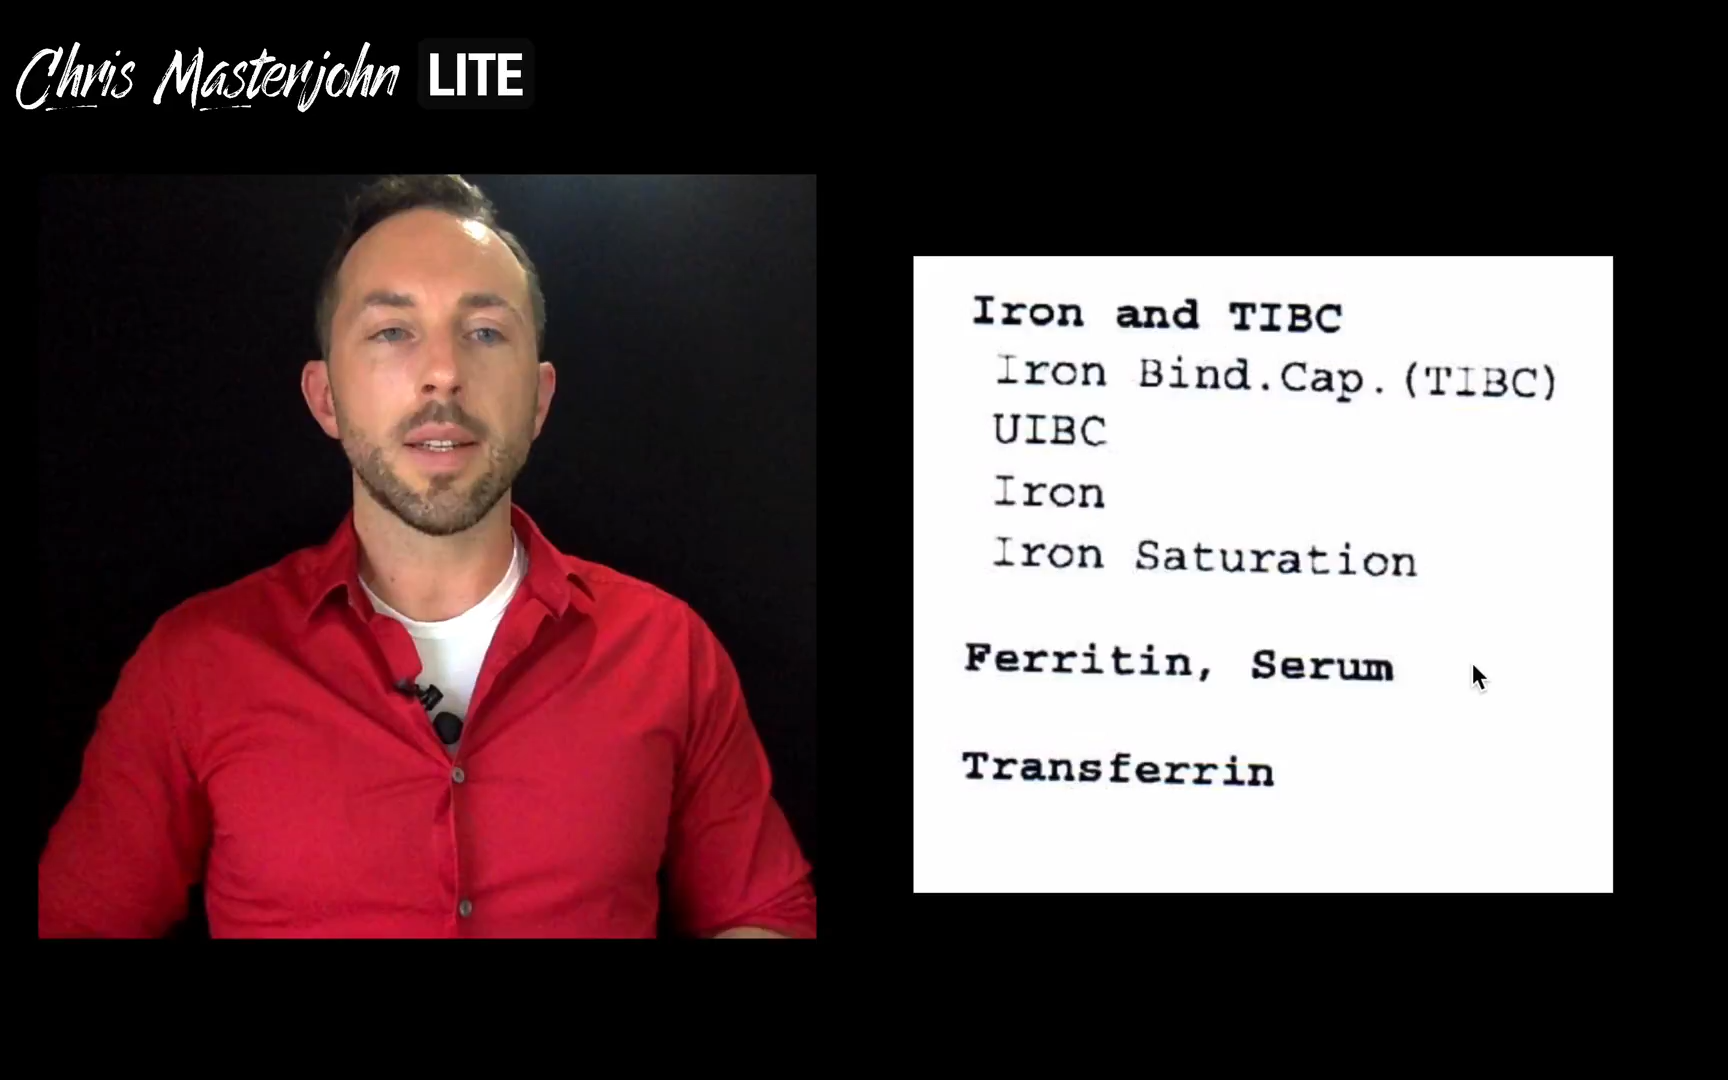 Chris Masterjohn LITE
Iron and TIBC
Iron Bind.Cap.(TIBC)
UIBC
Iron
Iron Saturation
Ferritin, Serum
Transferrin